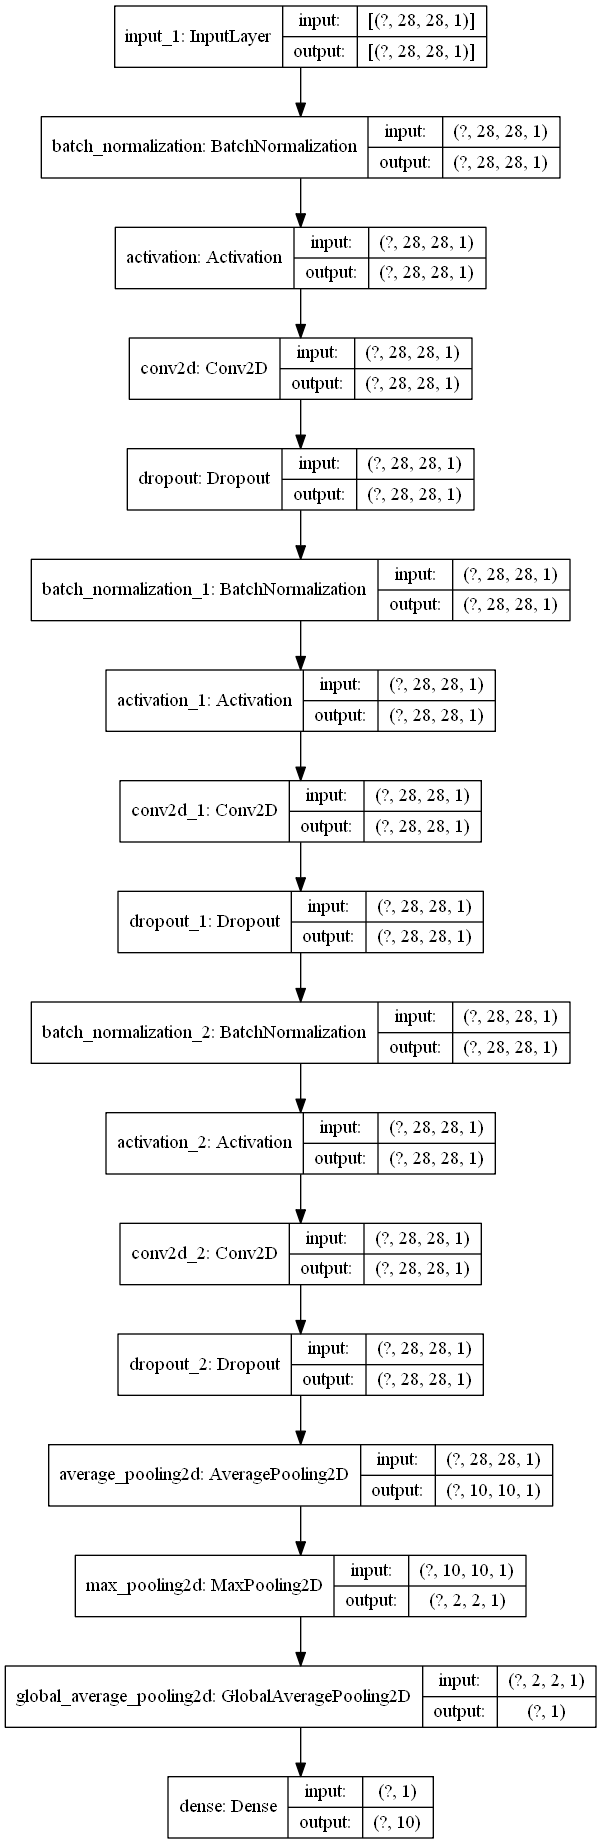 input_1: InputLayer
input: [(?, 28, 28, 1)]
output: [(?, 28, 28, 1)]
batch_normalization: BatchNormalization
input: (?, 28, 28, 1)
output: (?, 28, 28, 1)
activation: Activation
input: (?, 28, 28, 1)
output: (?, 28, 28, 1)
conv2d: Conv2D
input: (?, 28, 28, 1)
output: (?, 28, 28, 1)
dropout: Dropout
input: (?, 28, 28, 1)
output: (?, 28, 28, 1)
batch_normalization_1: BatchNormalization
input: (?, 28, 28, 1)
output: (?, 28, 28, 1)
activation_1: Activation
input: (?, 28, 28, 1)
output: (?, 28, 28, 1)
conv2d_1: Conv2D
input: (?, 28, 28, 1)
output: (?, 28, 28, 1)
dropout_1: Dropout
input: (?, 28, 28, 1)
output: (?, 28, 28, 1)
batch_normalization_2: BatchNormalization
input: (?, 28, 28, 1)
output: (?, 28, 28, 1)
activation_2: Activation
input: (?, 28, 28, 1)
output: (?, 28, 28, 1)
conv2d_2: Conv2D
input: (?, 28, 28, 1)
output: (?, 28, 28, 1)
dropout_2: Dropout
input: (?, 28, 28, 1)
output: (?, 28, 28, 1)
average_pooling2d: AveragePooling2D
input: (?, 28, 28, 1)
output: (?, 10, 10, 1)
max_pooling2d: MaxPooling2D
input: (?, 10, 10, 1)
output: (?, 2, 2, 1)
global_average_pooling2d: GlobalAveragePooling2D
input: (?, 2, 2, 1)
output: (?, 1)
dense: Dense
input: (?, 1)
output: (?, 10)